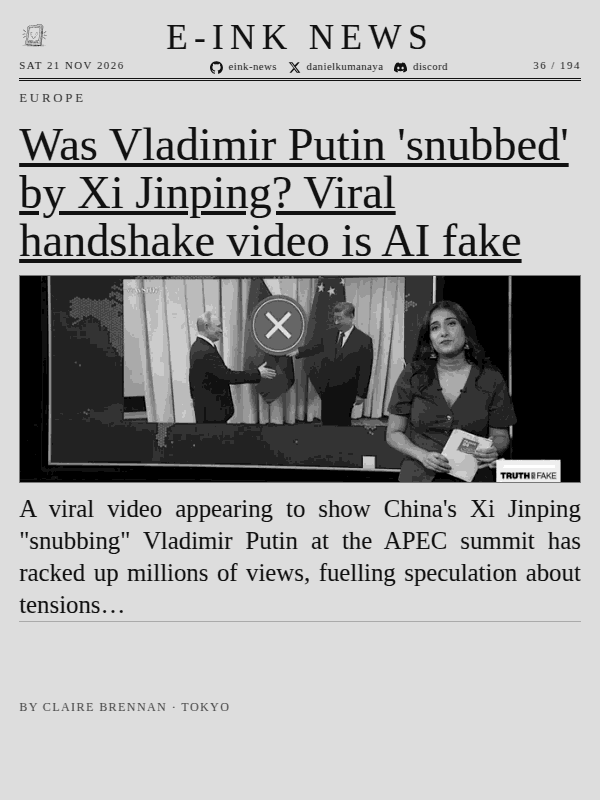 E-INK NEWS
SAT 21 NOV 2026
eink-news
danielkumanaya
discord
36 / 194
EUROPE
Was Vladimir Putin 'snubbed'
by Xi Jinping? Viral
handshake video is AI fake
TRUTH OR FAKE
A viral video appearing to show China's Xi Jinping
"snubbing" Vladimir Putin at the APEC summit has
racked up millions of views, fuelling speculation about
tensions…
BY CLAIRE BRENNAN · TOKYO